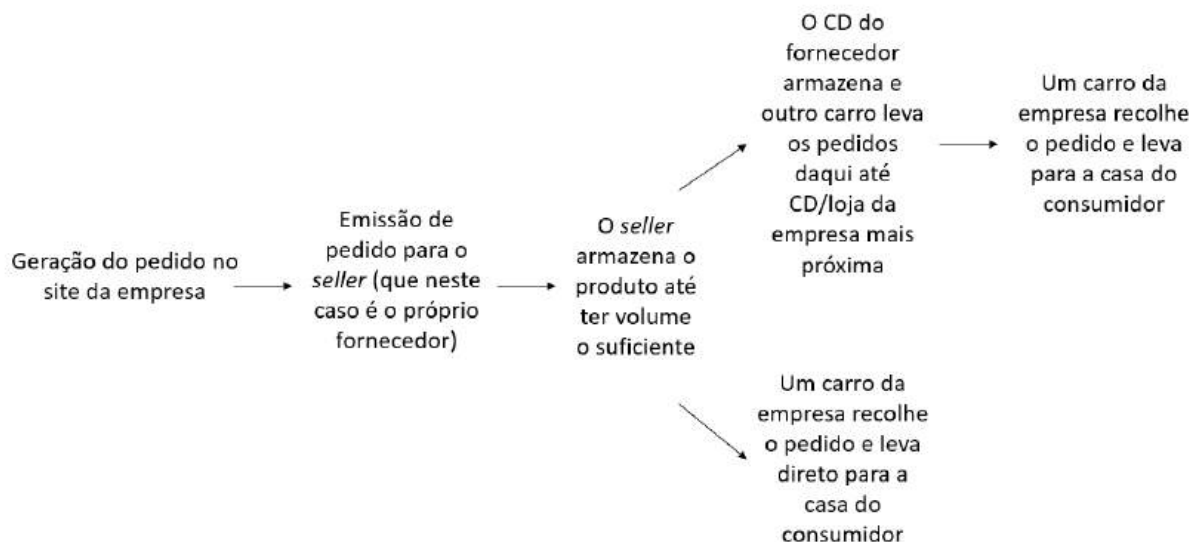 Geração do pedido no
site da empresa
Emissão de
pedido para o
seller (que neste
caso é o próprio
fornecedor)
O seller
armazena o
produto até
ter volume
o suficiente
O CD do
fornecedor
armazena e
outro carro leva
os pedidos
daqui até
CD/loja da
empresa mais
próxima
Um carro da
empresa recolhe
o pedido e leva
para a casa do
consumidor
Um carro da
empresa recolhe
o pedido e leva
direto para a
casa do
consumidor